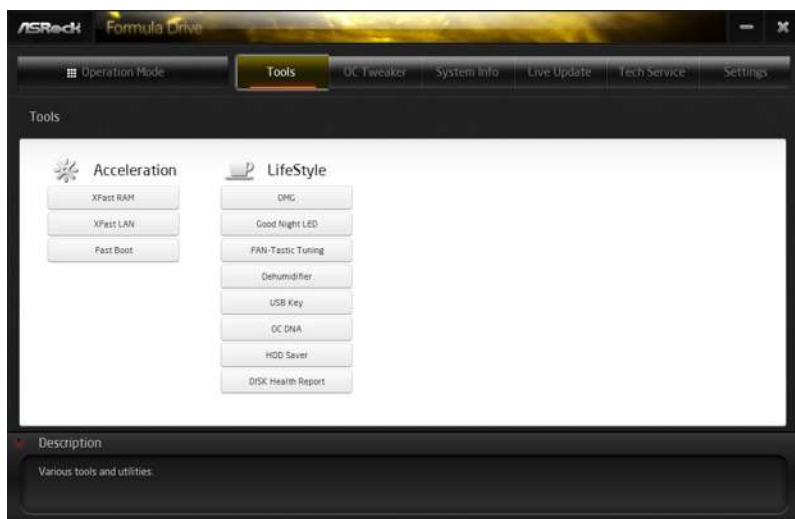 ASRock Formula Drive
Operation Mode Tools OC Tweaker System Info Live Update Tech Service Settings
Tools
Acceleration
XFast RAM
XFast LAN
Fast Boot
LifeStyle
OMG
Good Night LED
FAN-Tastic Tuning
Dehumidifier
USB Key
OC DNA
HDD Saver
DISK Health Report
Description
Various tools and utilities.